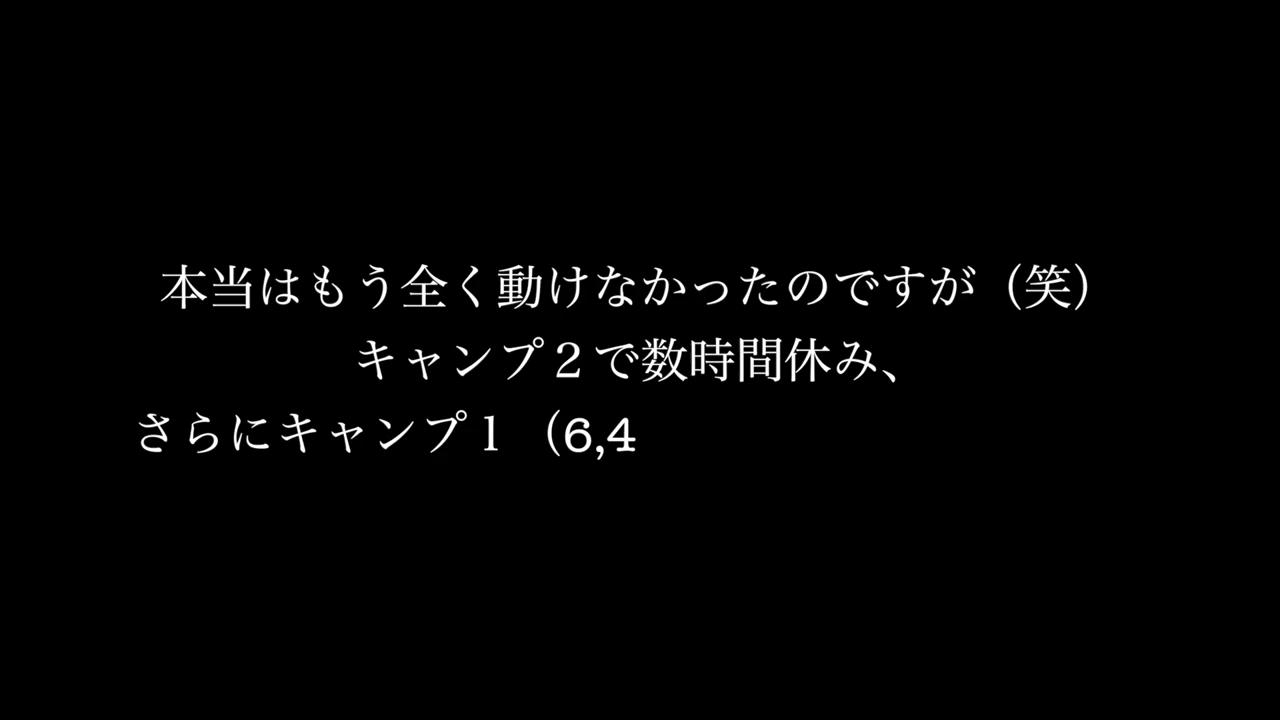 本当はもう全く動けなかったのですが（笑）
キャンプ２で数時間休み、
さらにキャンプ１（6,4